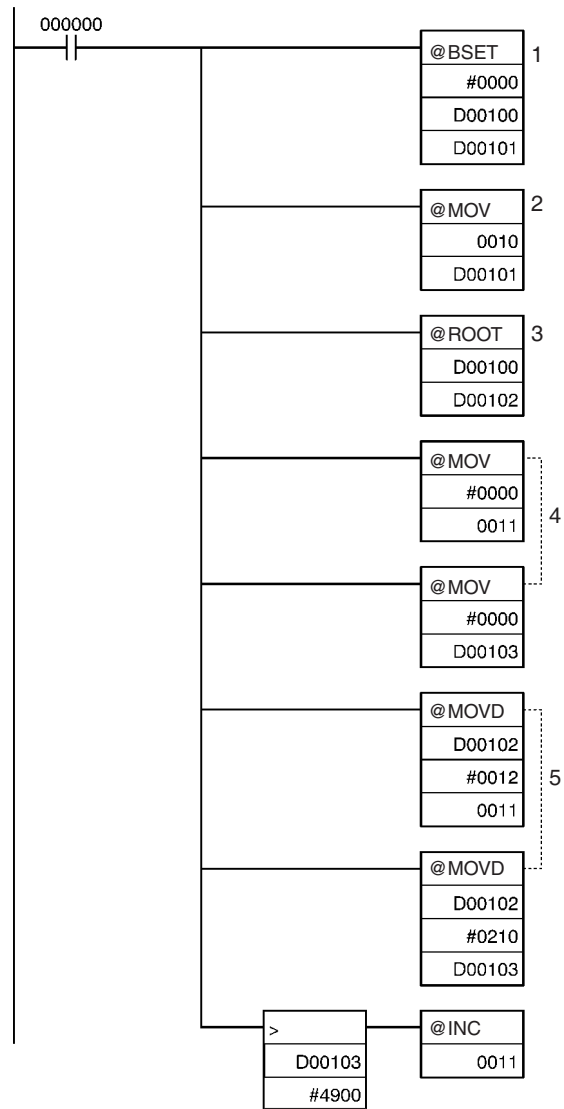 000000
@BSET 1
#0000
D00100
D00101
@MOV 2
0010
D00101
@ROOT 3
D00100
D00102
@MOV
#0000
0011
4
@MOV
#0000
D00103
@MOVD
D00102
#0012
0011
5
@MOVD
D00102
#0210
D00103
> @INC
D00103 0011
#4900